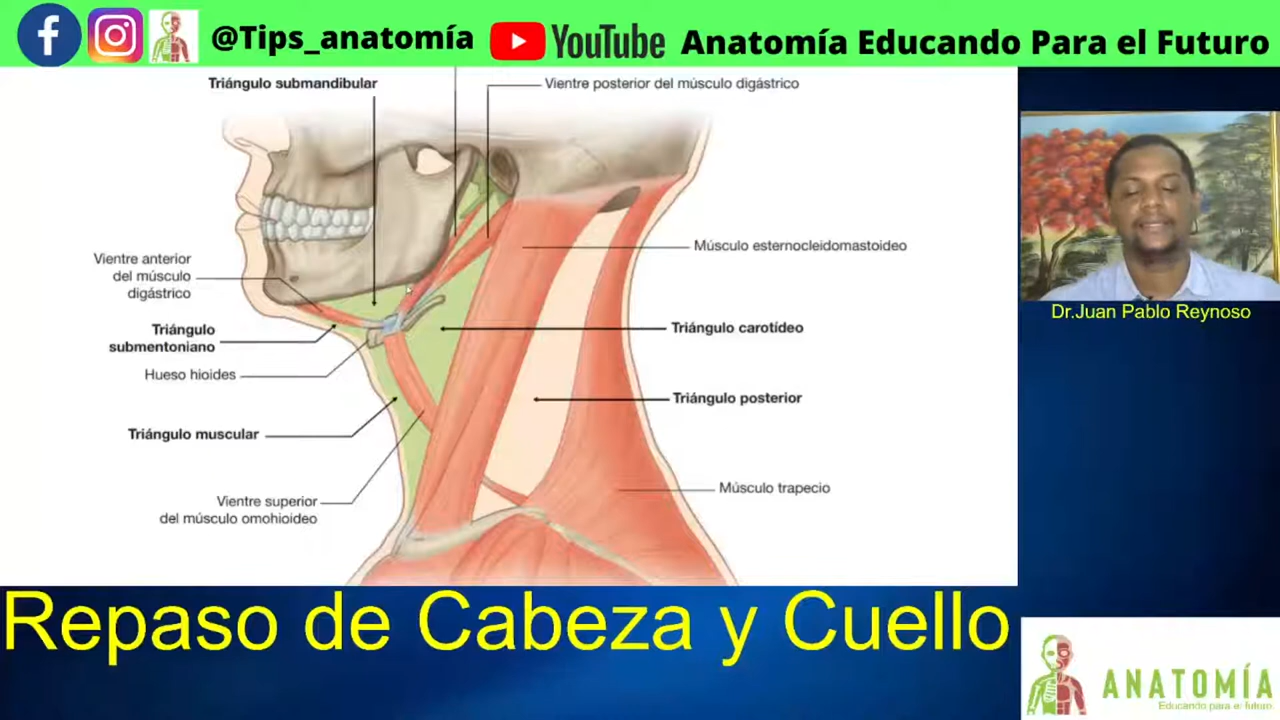 @Tips_anatomía YouTube Anatomía Educando Para el Futuro
Triángulo submandibular
Vientre posterior del músculo digástrico
Músculo esternocleidomastoideo
Vientre anterior
del músculo
digástrico
Triángulo
submentoniano
Hueso hioides
Triángulo carotídeo
Triángulo posterior
Triángulo muscular
Músculo trapecio
Vientre superior
del músculo omohioideo
Dr.Juan Pablo Reynoso
Repaso de Cabeza y Cuello
ANATOMÍA
Educando para el futuro